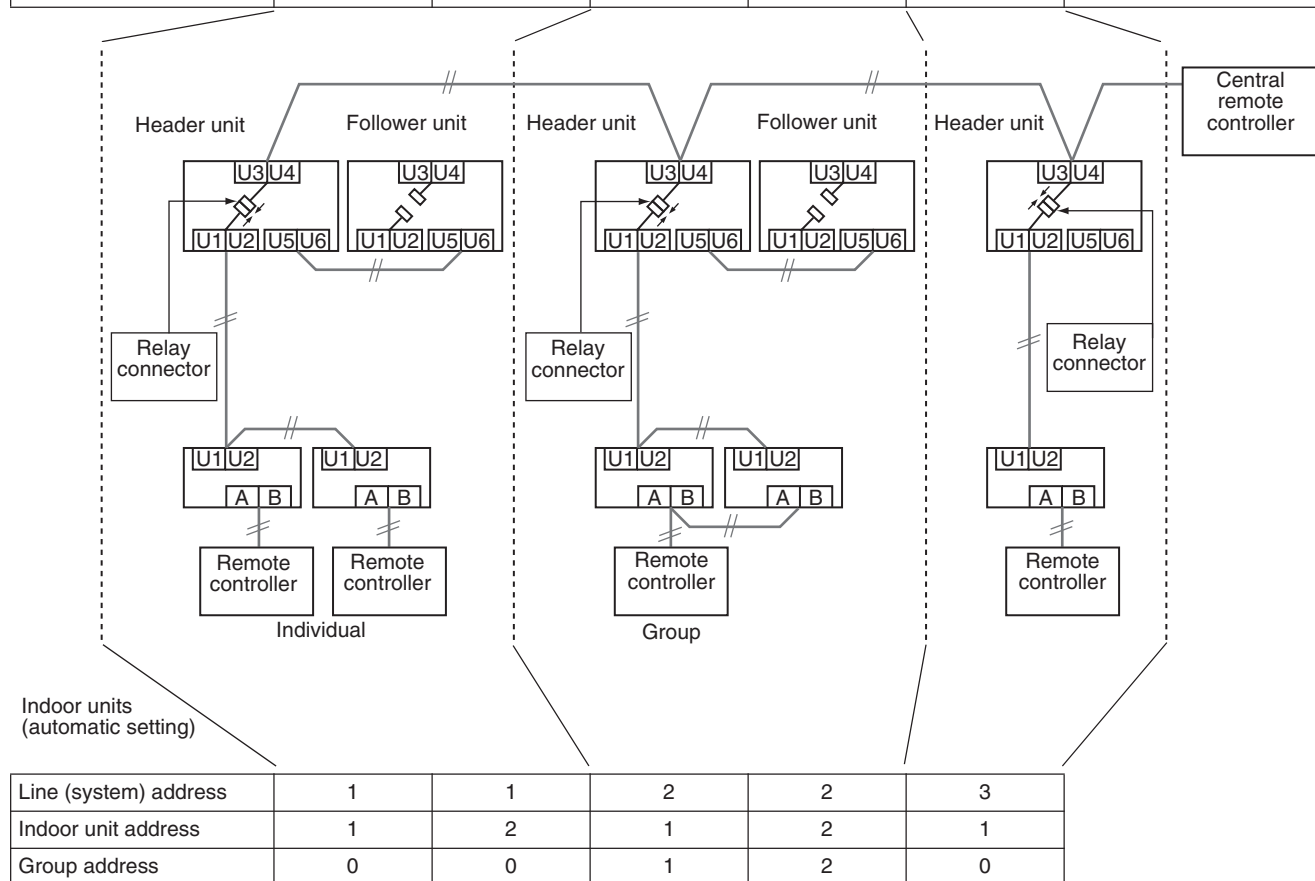 Central
remote
controller
Header unit
Follower unit
Header unit
Follower unit
Header unit
U3 U4
U3 U4
U3 U4
U3 U4
U3 U4
U1 U2 U5 U6
U1 U2 U5 U6
U1 U2 U5 U6
U1 U2 U5 U6
U1 U2 U5 U6
Relay
connector
Relay
connector
Relay
connector
U1 U2
U1 U2
U1 U2
U1 U2
U1 U2
A B
A B
A B
A B
A B
Remote
controller
Remote
controller
Remote
controller
Remote
controller
Individual
Group
Indoor units
(automatic setting)
Line (system) address 1 1 2 2 3
Indoor unit address 1 2 1 2 1
Group address 0 0 1 2 0